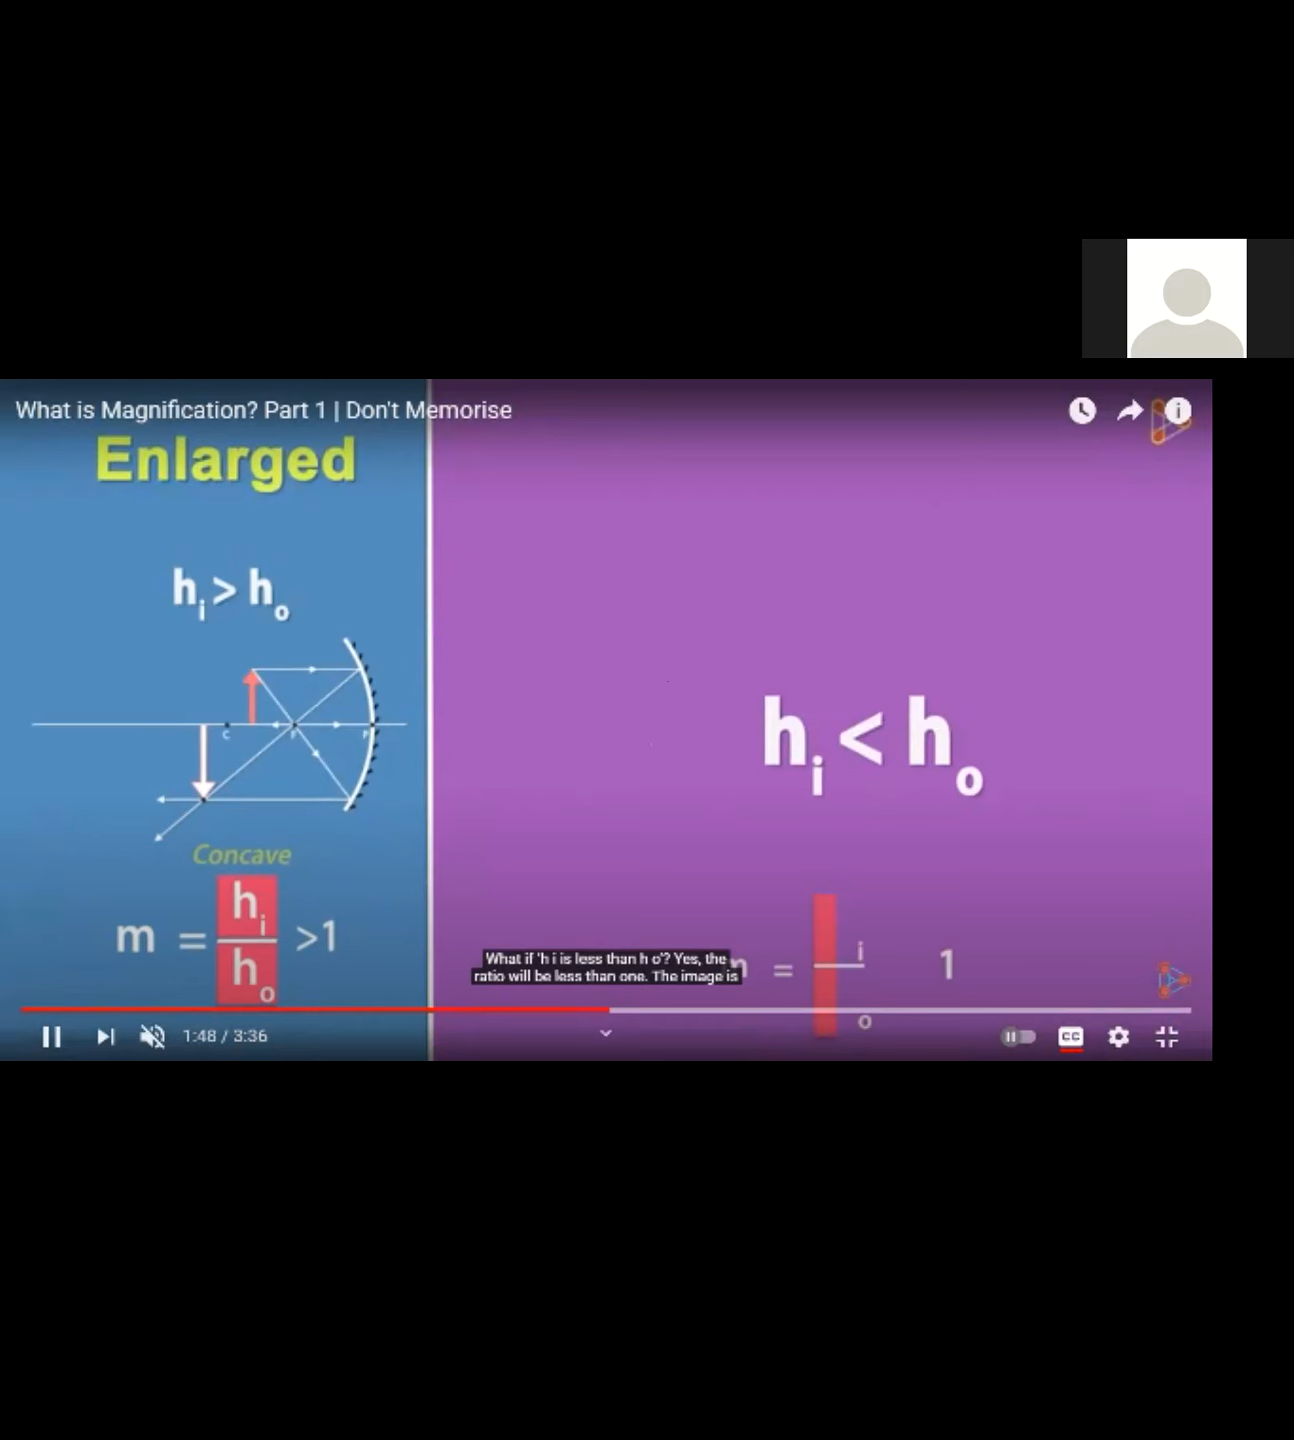 What is Magnification? Part 1 | Don't Memorise
Enlarged
hi > ho
C F P
Concave
m = hi
ho >1
hi < ho
= i
o 1
What if 'h i is less than h o'? Yes, the
ratio will be less than one. The image is
1:48 / 3:36
CC